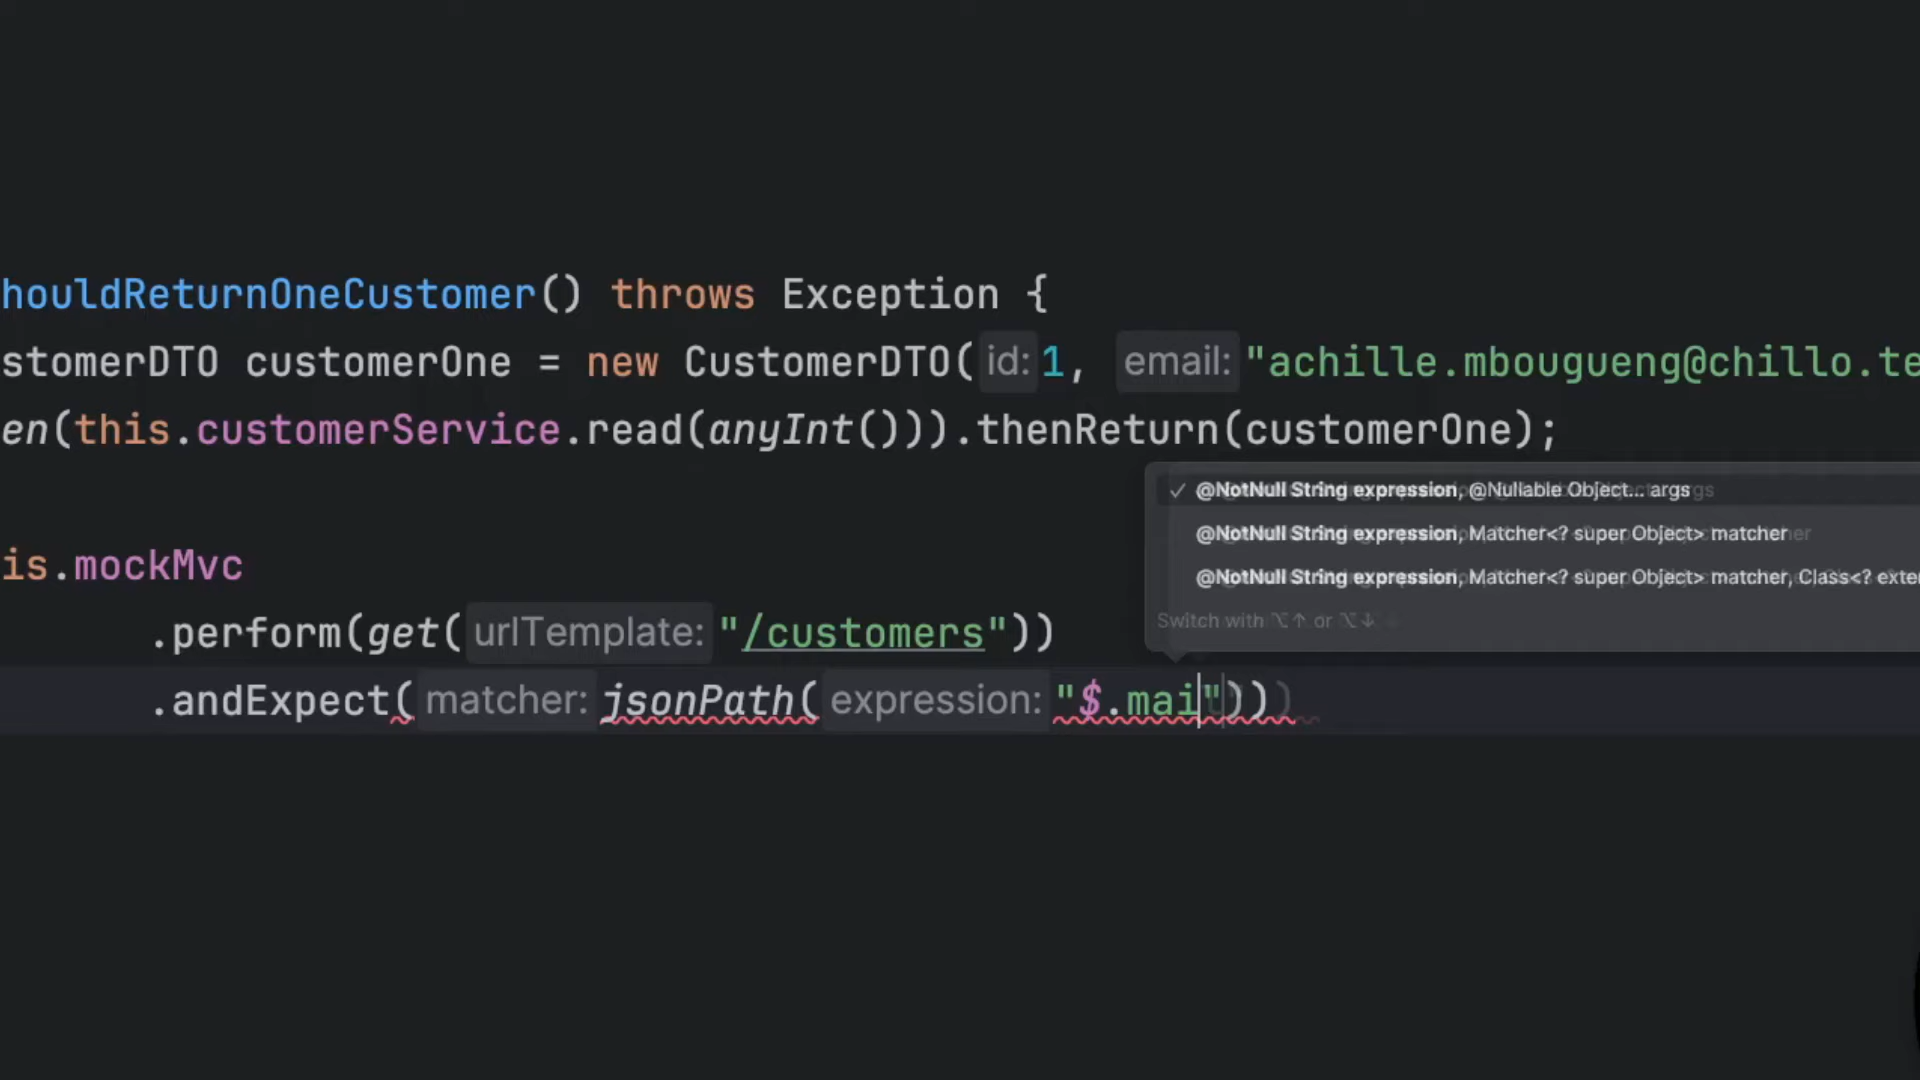 houldReturnOneCustomer() throws Exception {
stomerDTO customerOne = new CustomerDTO( id: 1, email: "achille.mbougueng@chillo.te
en(this.customerService.read(anyInt())).thenReturn(customerOne);
@NotNull String expression, @Nullable Object... args
@NotNull String expression, Matcher<? super Object> matcher
is.mockMvc
@NotNull String expression, Matcher<? super Object> matcher, Class<? exte
Switch with ⌥↑ or ⌥↓
.perform(get( urlTemplate: "/customers"))
.andExpect( matcher: jsonPath( expression: "$.mai"))